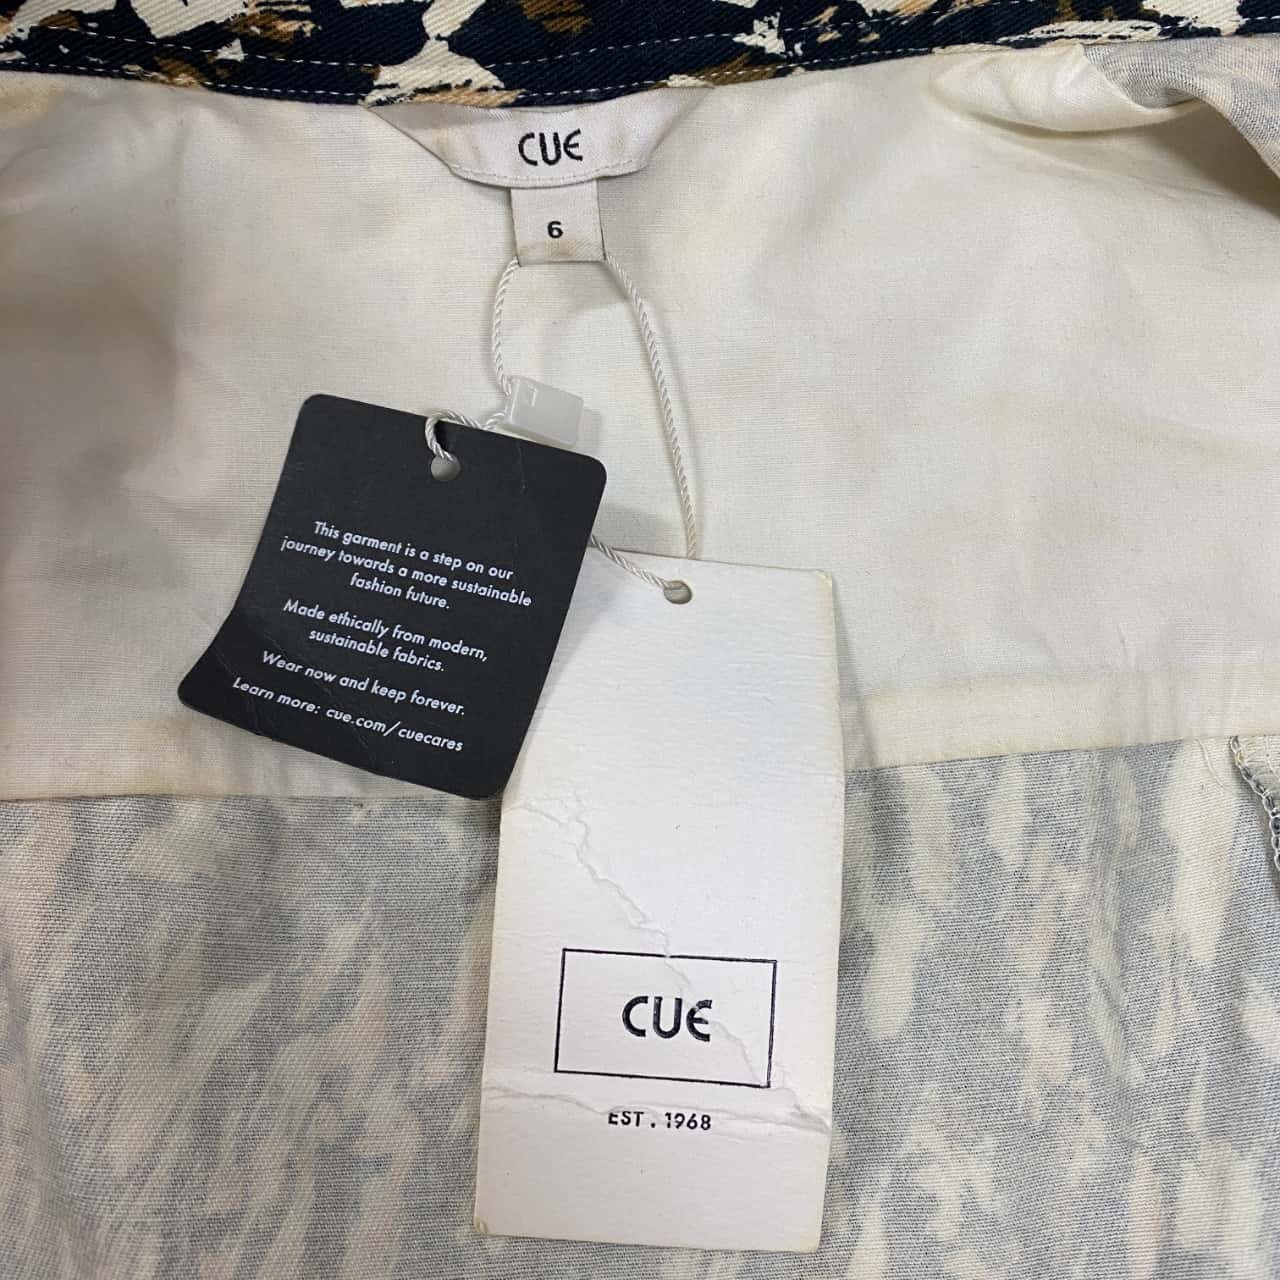 CUE
6
This garment is a step on our
journey towards a more sustainable
fashion future.
Made ethically from modern,
sustainable fabrics.
Wear now and keep forever.
Learn more: cue.com/cuecares
CUE
EST. 1968